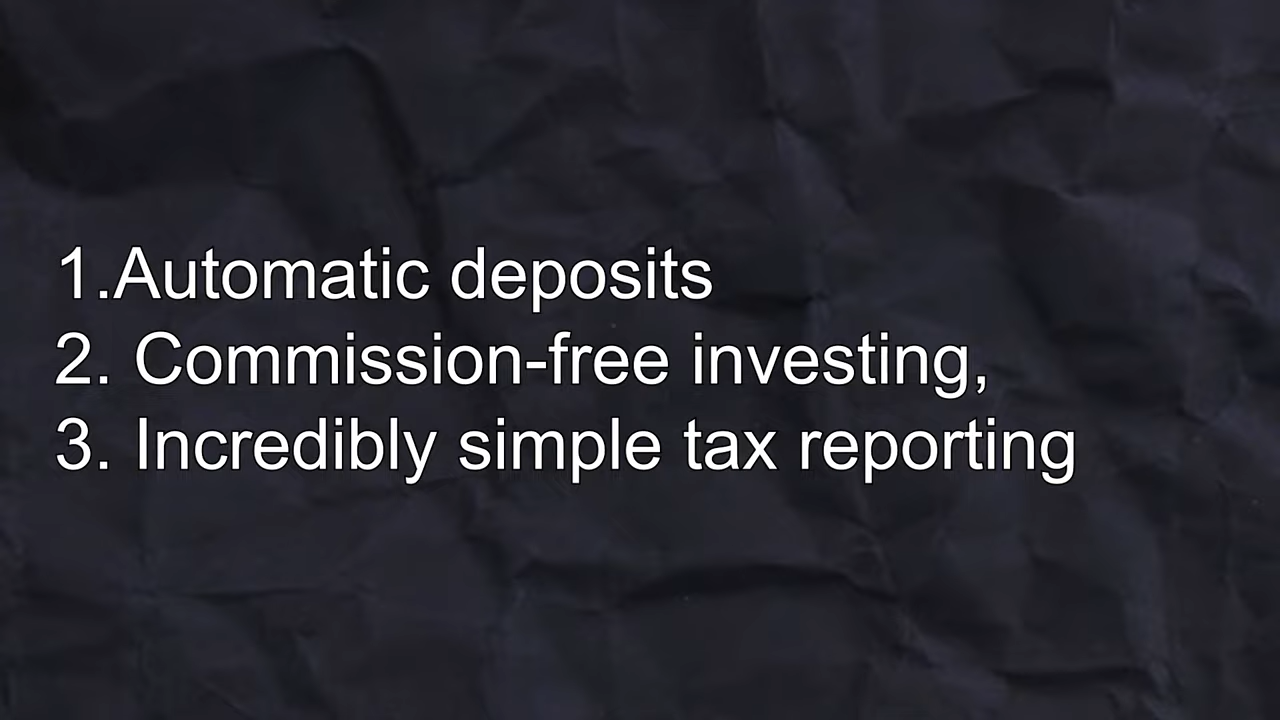 1.Automatic deposits
2. Commission-free investing,
3. Incredibly simple tax reporting